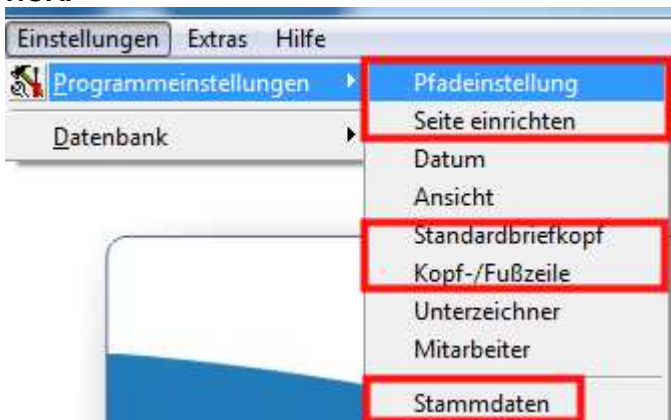 Einstellungen Extras Hilfe
Programmeinstellungen
Datenbank
Pfadeinstellung
Seite einrichten
Datum
Ansicht
Standardbriefkopf
Kopf-/Fußzeile
Unterzeichner
Mitarbeiter
Stammdaten